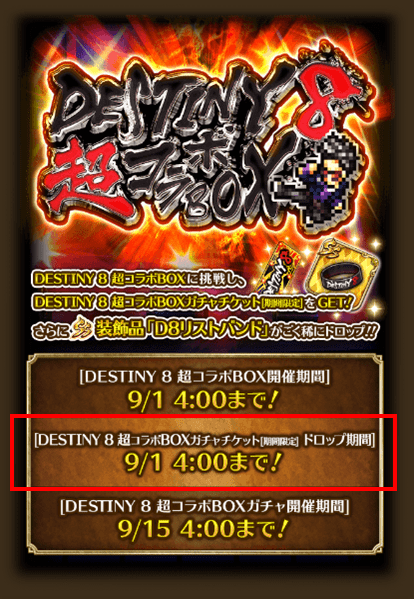 DESTINY 8
超コラボBOX
DESTINY 8 超コラボBOXに挑戦し、
DESTINY 8 超コラボBOXガチャチケット[期間限定]をGET!
さらにSS装飾品「D8リストバンド」がごく稀にドロップ!!
[DESTINY 8 超コラボBOX開催期間]
9/1 4:00まで!
[DESTINY 8 超コラボBOXガチャチケット[期間限定] ドロップ期間]
9/1 4:00まで!
[DESTINY 8 超コラボBOXガチャ開催期間]
9/15 4:00まで!